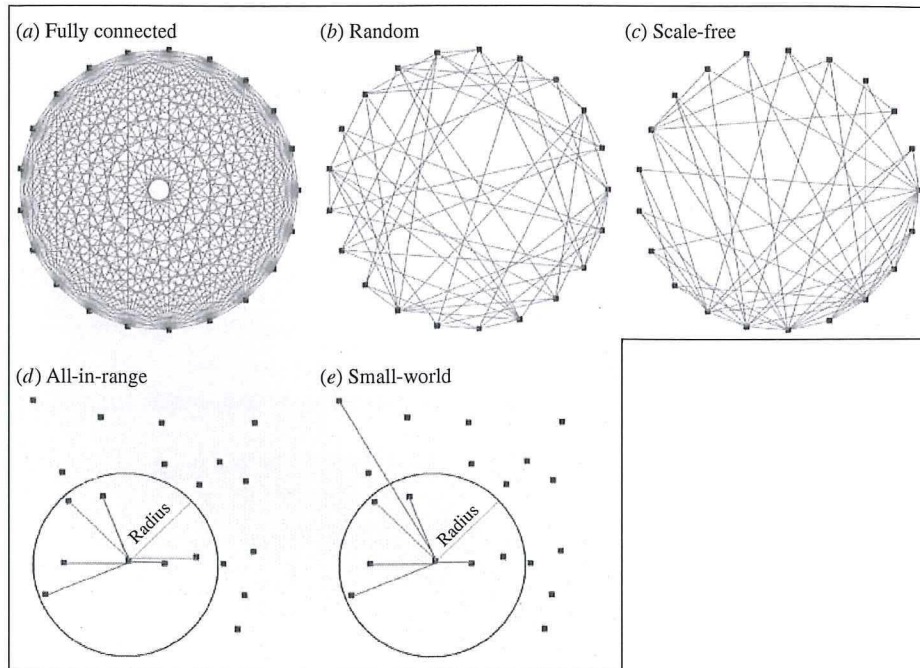 (a) Fully connected
(b) Random
(c) Scale-free
(d) All-in-range
(e) Small-world
Radius
Radius